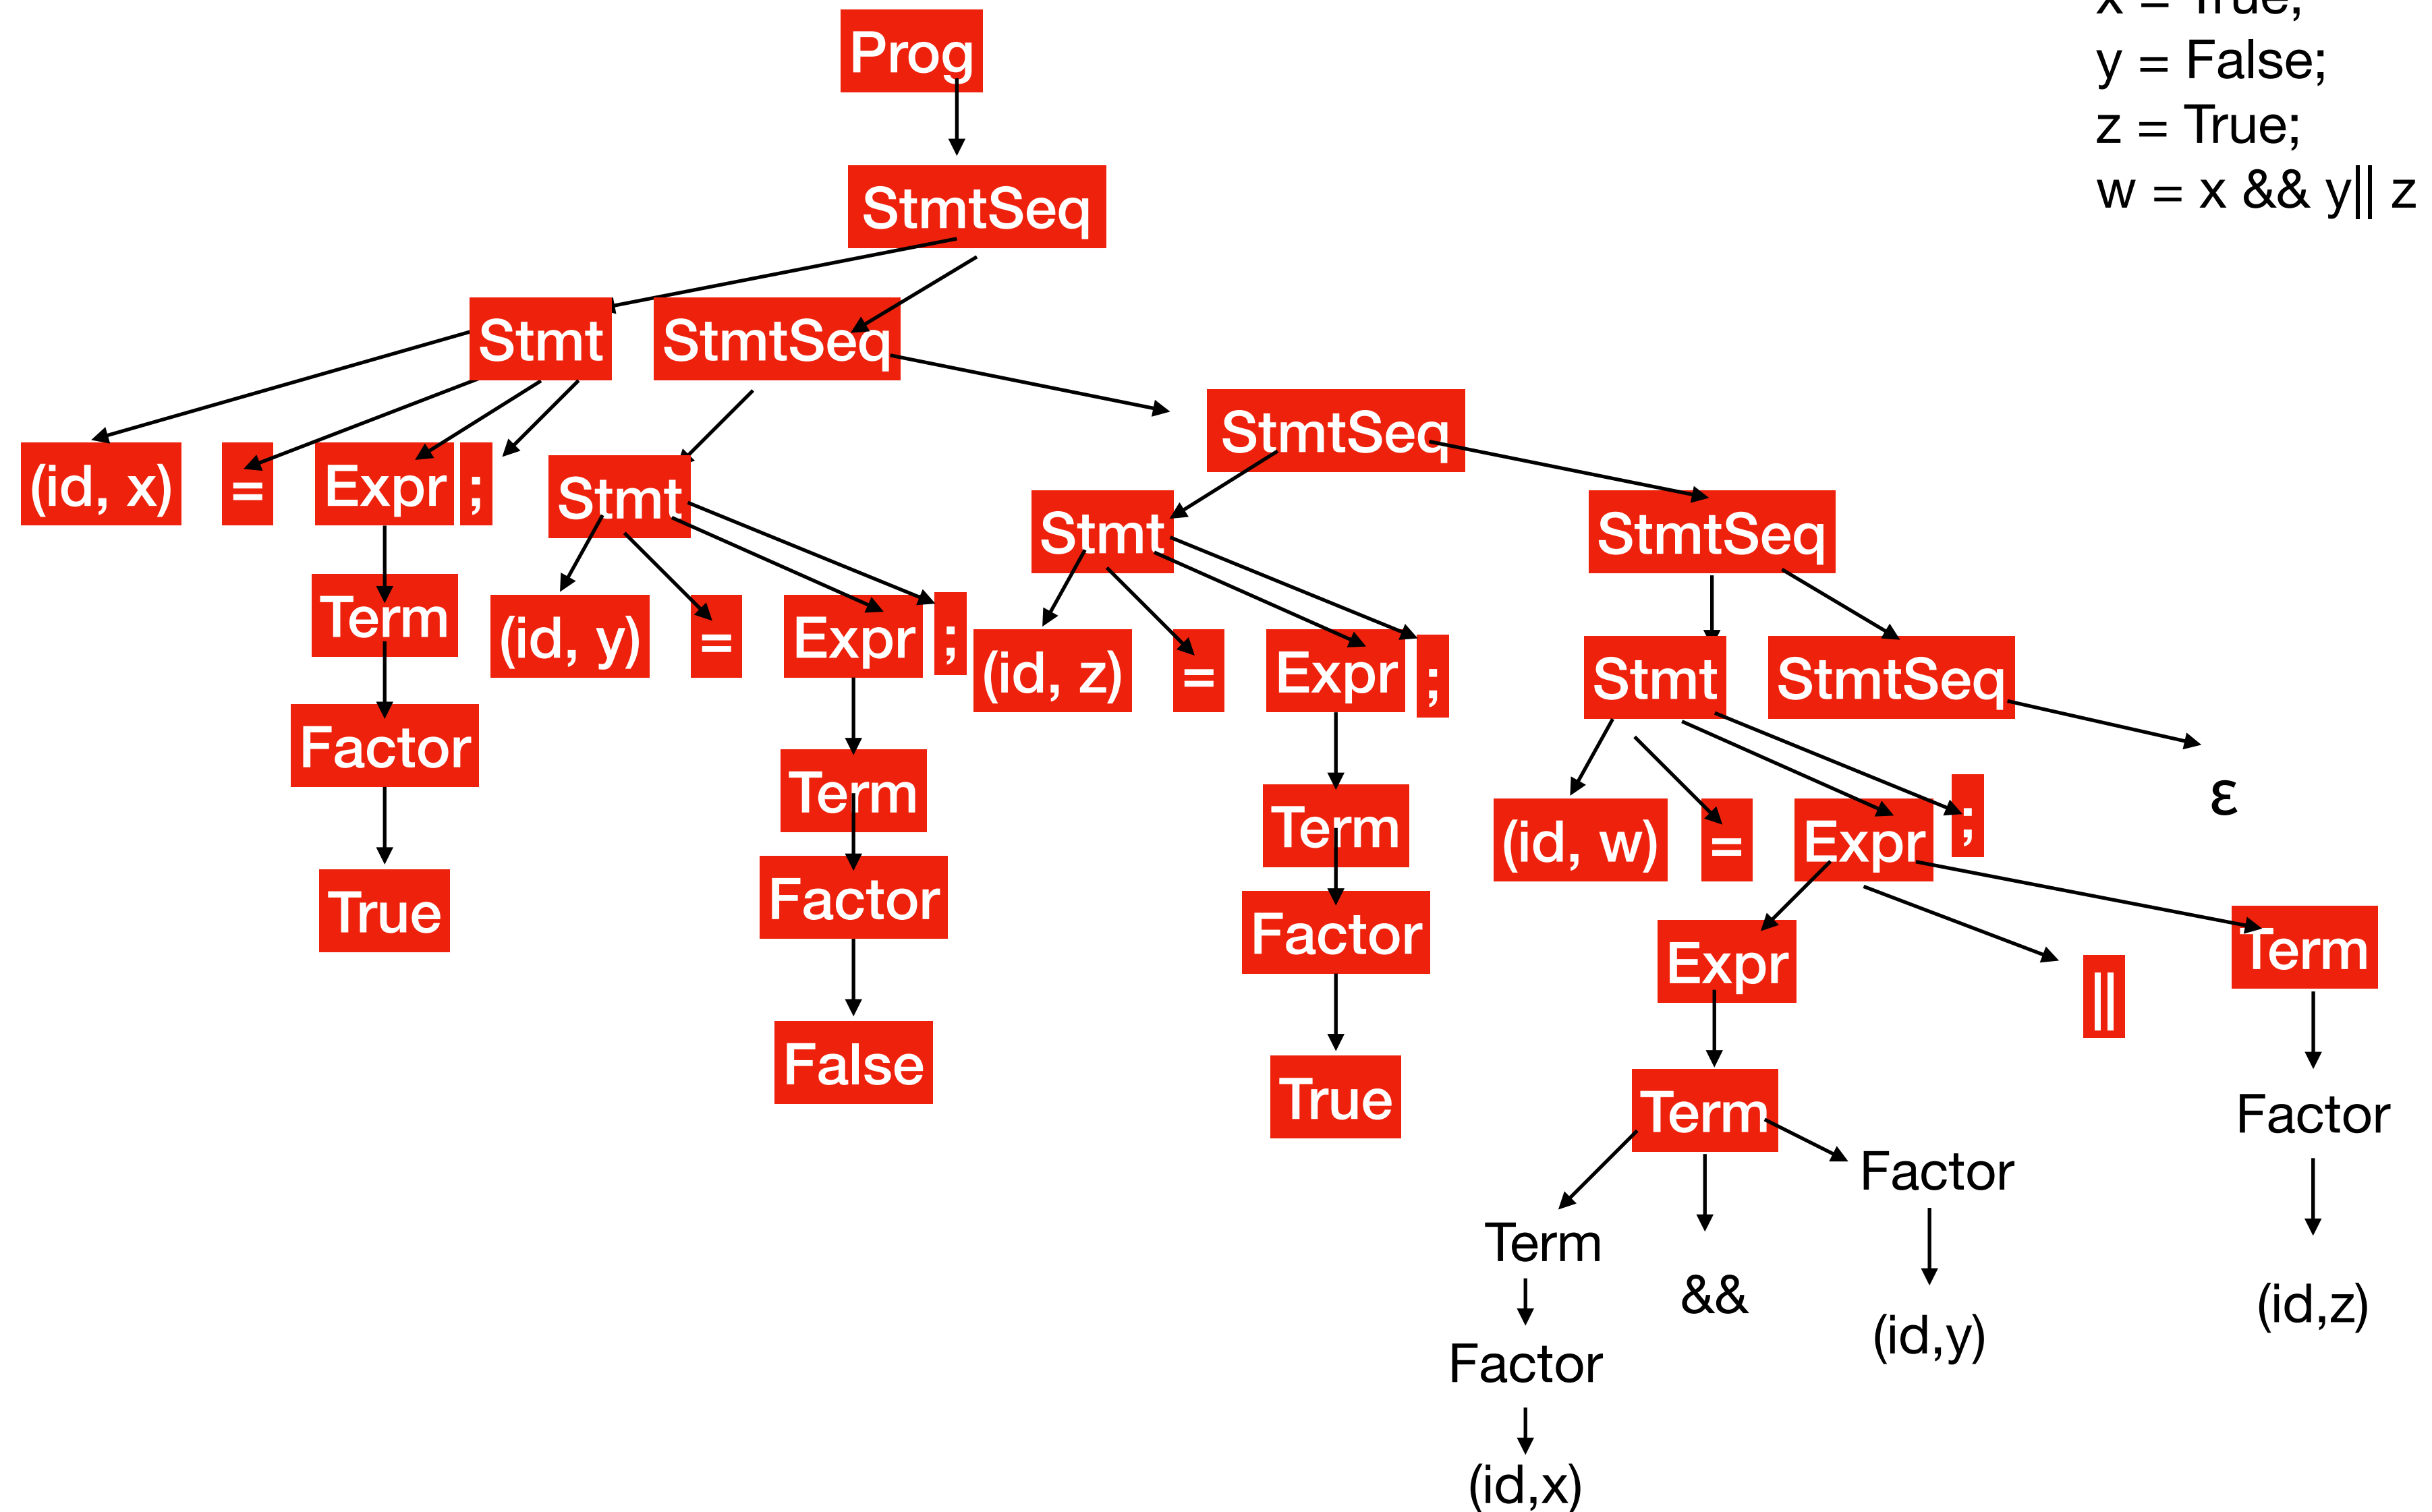 x = True;
y = False;
z = True;
w = x && y|| z
Prog
StmtSeq
Stmt StmtSeq
StmtSeq
(id, x) = Expr ; Stmt
Stmt StmtSeq
Term (id, y) = Expr ;
(id, z) = Expr ; Stmt StmtSeq
Factor Term Term (id, w) = Expr ; ε
True Factor Factor Expr || Term
False True Term Factor
Term && Factor
Factor (id,y) (id,z)
(id,x)